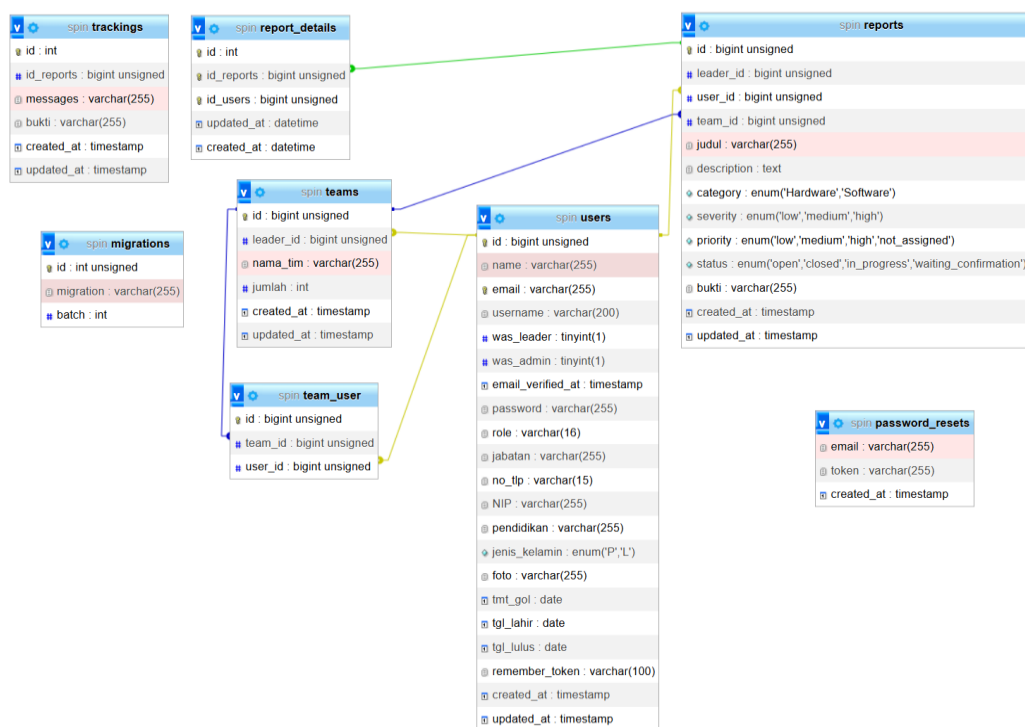 spin trackings
id : int
id_reports : bigint unsigned
messages : varchar(255)
bukti : varchar(255)
created_at : timestamp
updated_at : timestamp
spin report_details
id : int
id_reports : bigint unsigned
id_users : bigint unsigned
updated_at : datetime
created_at : datetime
spin reports
id : bigint unsigned
leader_id : bigint unsigned
user_id : bigint unsigned
team_id : bigint unsigned
judul : varchar(255)
description : text
category : enum('Hardware','Software')
severity : enum('low','medium','high')
priority : enum('low','medium','high','not_assigned')
status : enum('open','closed','in_progress','waiting_confirmation')
bukti : varchar(255)
created_at : timestamp
updated_at : timestamp
spin teams
id : bigint unsigned
leader_id : bigint unsigned
nama_tim : varchar(255)
jumlah : int
created_at : timestamp
updated_at : timestamp
spin migrations
id : int unsigned
migration : varchar(255)
batch : int
spin users
id : bigint unsigned
name : varchar(255)
email : varchar(255)
username : varchar(200)
was_leader : tinyint(1)
was_admin : tinyint(1)
email_verified_at : timestamp
password : varchar(255)
role : varchar(16)
jabatan : varchar(255)
no_tlp : varchar(15)
NIP : varchar(255)
pendidikan : varchar(255)
jenis_kelamin : enum('P','L')
foto : varchar(255)
tmt_gol : date
tgl_lahir : date
tgl_lulus : date
remember_token : varchar(100)
created_at : timestamp
updated_at : timestamp
spin team_user
id : bigint unsigned
team_id : bigint unsigned
user_id : bigint unsigned
spin password_resets
email : varchar(255)
token : varchar(255)
created_at : timestamp